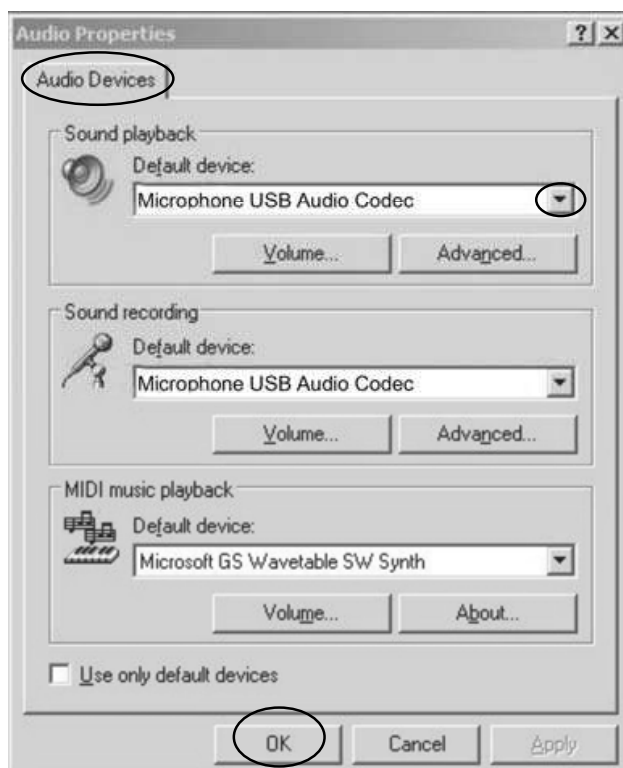 Audio Properties
? ×
Audio Devices
Sound playback
Default device:
Microphone USB Audio Codec
Volume... Advanced...
Sound recording
Default device:
Microphone USB Audio Codec
Volume... Advanced...
MIDI music playback
Default device:
Microsoft GS Wavetable SW Synth
Volume... About...
Use only default devices
OK Cancel Apply